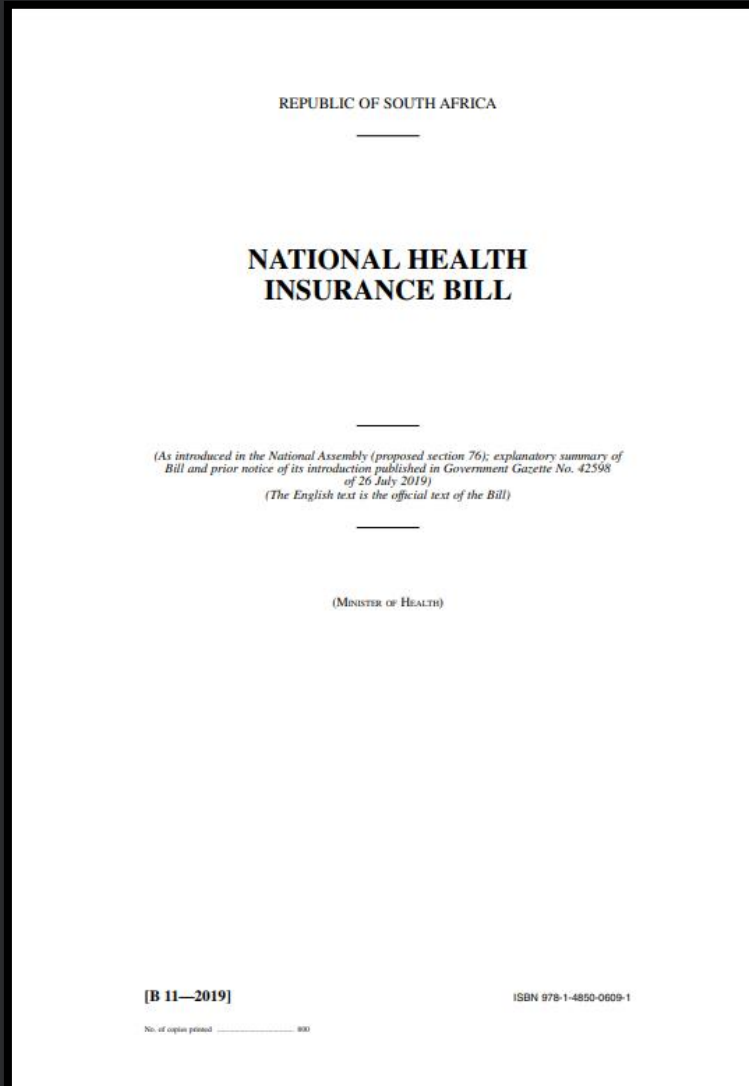 REPUBLIC OF SOUTH AFRICA
NATIONAL HEALTH
INSURANCE BILL
(As introduced in the National Assembly (proposed section 76); explanatory summary of
Bill and prior notice of its introduction published in Government Gazette No. 42598
of 26 July 2019)
(The English text is the official text of the Bill)
(MINISTER OF HEALTH)
[B 11—2019]
ISBN 978-1-4850-0609-1
No. of copies printed ........................................ 800